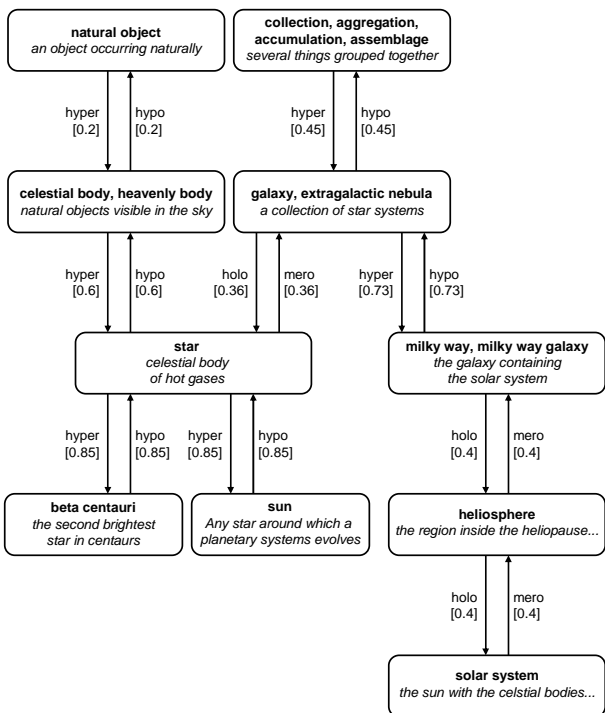 natural object
an object occurring naturally
collection, aggregation,
accumulation, assemblage
several things grouped together
hyper
[0.2]
hypo
[0.2]
hyper
[0.45]
hypo
[0.45]
celestial body, heavenly body
natural objects visible in the sky
galaxy, extragalactic nebula
a collection of star systems
hyper
[0.6]
hypo
[0.6]
holo
[0.36]
mero
[0.36]
hyper
[0.73]
hypo
[0.73]
star
celestial body
of hot gases
milky way, milky way galaxy
the galaxy containing
the solar system
hyper
[0.85]
hypo
[0.85]
hyper
[0.85]
hypo
[0.85]
holo
[0.4]
mero
[0.4]
beta centauri
the second brightest
star in centaurs
sun
Any star around which a
planetary systems evolves
heliosphere
the region inside the heliopause...
holo
[0.4]
mero
[0.4]
solar system
the sun with the celstial bodies...